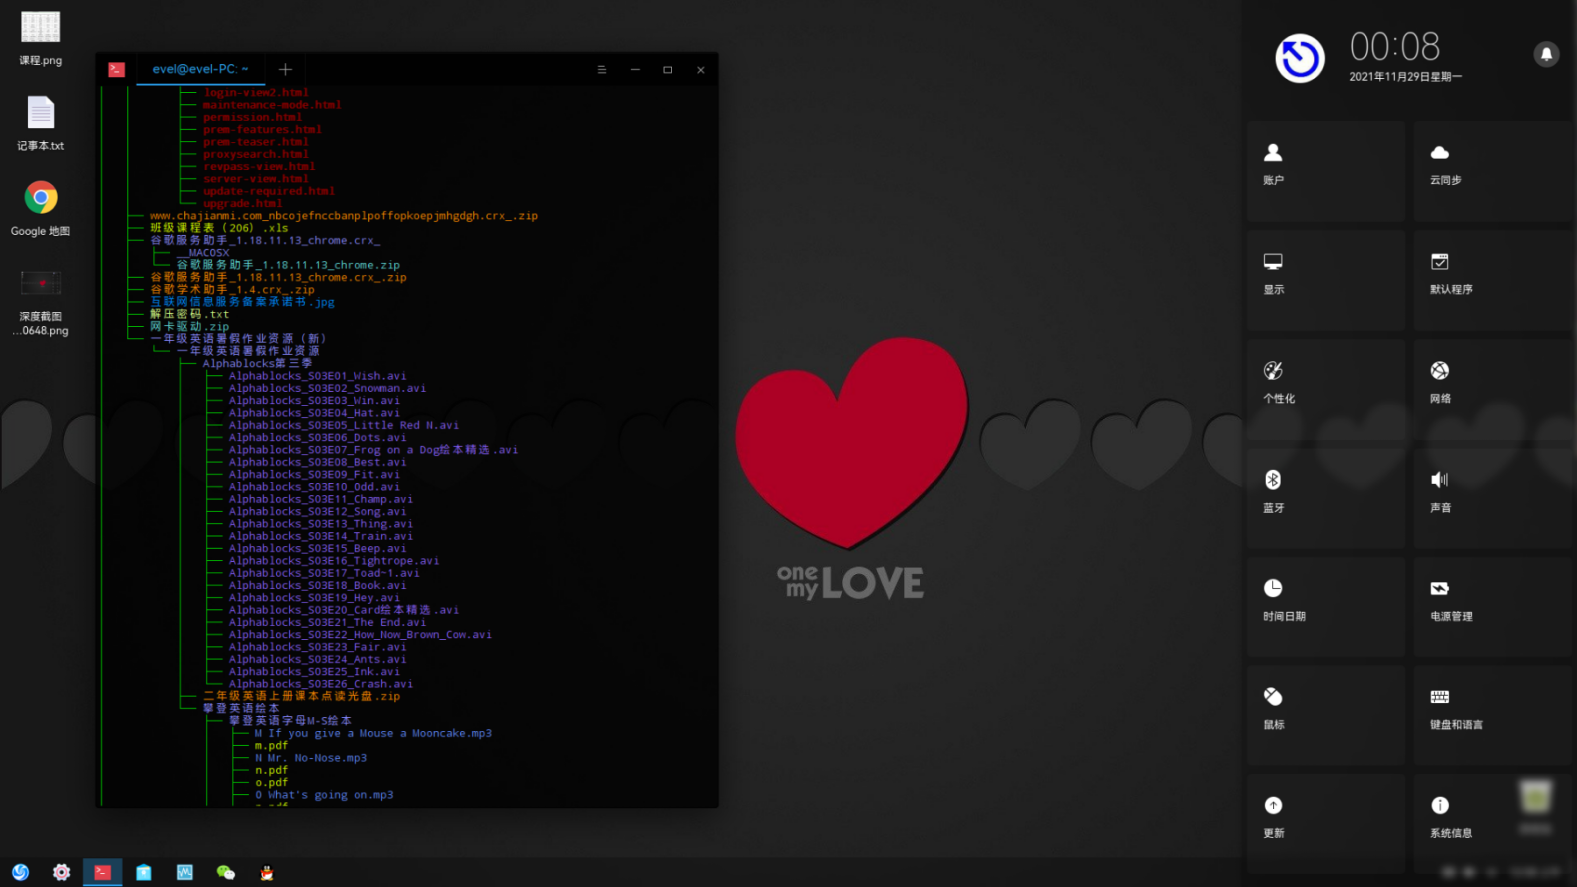 课程.png
记事本.txt
Google 地图
深度截图
...0648.png
evel@evel-PC: ~
login-view2.html
maintenance-mode.html
permission.html
prem-features.html
prem-teaser.html
proxysearch.html
revpass-view.html
server-view.html
update-required.html
upgrade.html
www.chajianmi.com_nbcojefnccbanplpoffopkoepjmhgdgh.crx_.zip
班级课程表（206）.xls
谷歌服务助手_1.18.11.13_chrome.crx_
__MACOSX
谷歌服务助手_1.18.11.13_chrome.zip
谷歌服务助手_1.18.11.13_chrome.crx_.zip
谷歌学术助手_1.4.crx_.zip
互联网信息服务备案承诺书.jpg
解压密码.txt
网卡驱动.zip
一年级英语暑假作业资源（新）
一年级英语暑假作业资源
Alphablocks第三季
Alphablocks_S03E01_Wish.avi
Alphablocks_S03E02_Snowman.avi
Alphablocks_S03E03_Win.avi
Alphablocks_S03E04_Hat.avi
Alphablocks_S03E05_Little Red N.avi
Alphablocks_S03E06_Dots.avi
Alphablocks_S03E07_Frog on a Dog绘本精选.avi
Alphablocks_S03E08_Best.avi
Alphablocks_S03E09_Fit.avi
Alphablocks_S03E10_Odd.avi
Alphablocks_S03E11_Champ.avi
Alphablocks_S03E12_Song.avi
Alphablocks_S03E13_Thing.avi
Alphablocks_S03E14_Train.avi
Alphablocks_S03E15_Beep.avi
Alphablocks_S03E16_Tightrope.avi
Alphablocks_S03E17_Toad~1.avi
Alphablocks_S03E18_Book.avi
Alphablocks_S03E19_Hey.avi
Alphablocks_S03E20_Card绘本精选.avi
Alphablocks_S03E21_The End.avi
Alphablocks_S03E22_How_Now_Brown_Cow.avi
Alphablocks_S03E23_Fair.avi
Alphablocks_S03E24_Ants.avi
Alphablocks_S03E25_Ink.avi
Alphablocks_S03E26_Crash.avi
二年级英语上册课本点读光盘.zip
攀登英语绘本
攀登英语字母M-S绘本
M If you give a Mouse a Mooncake.mp3
m.pdf
N Mr. No-Nose.mp3
n.pdf
o.pdf
O What's going on.mp3
one
my LOVE
00:08
2021年11月29日星期一
账户
云同步
显示
默认程序
个性化
网络
蓝牙
声音
时间日期
电源管理
鼠标
键盘和语言
更新
系统信息